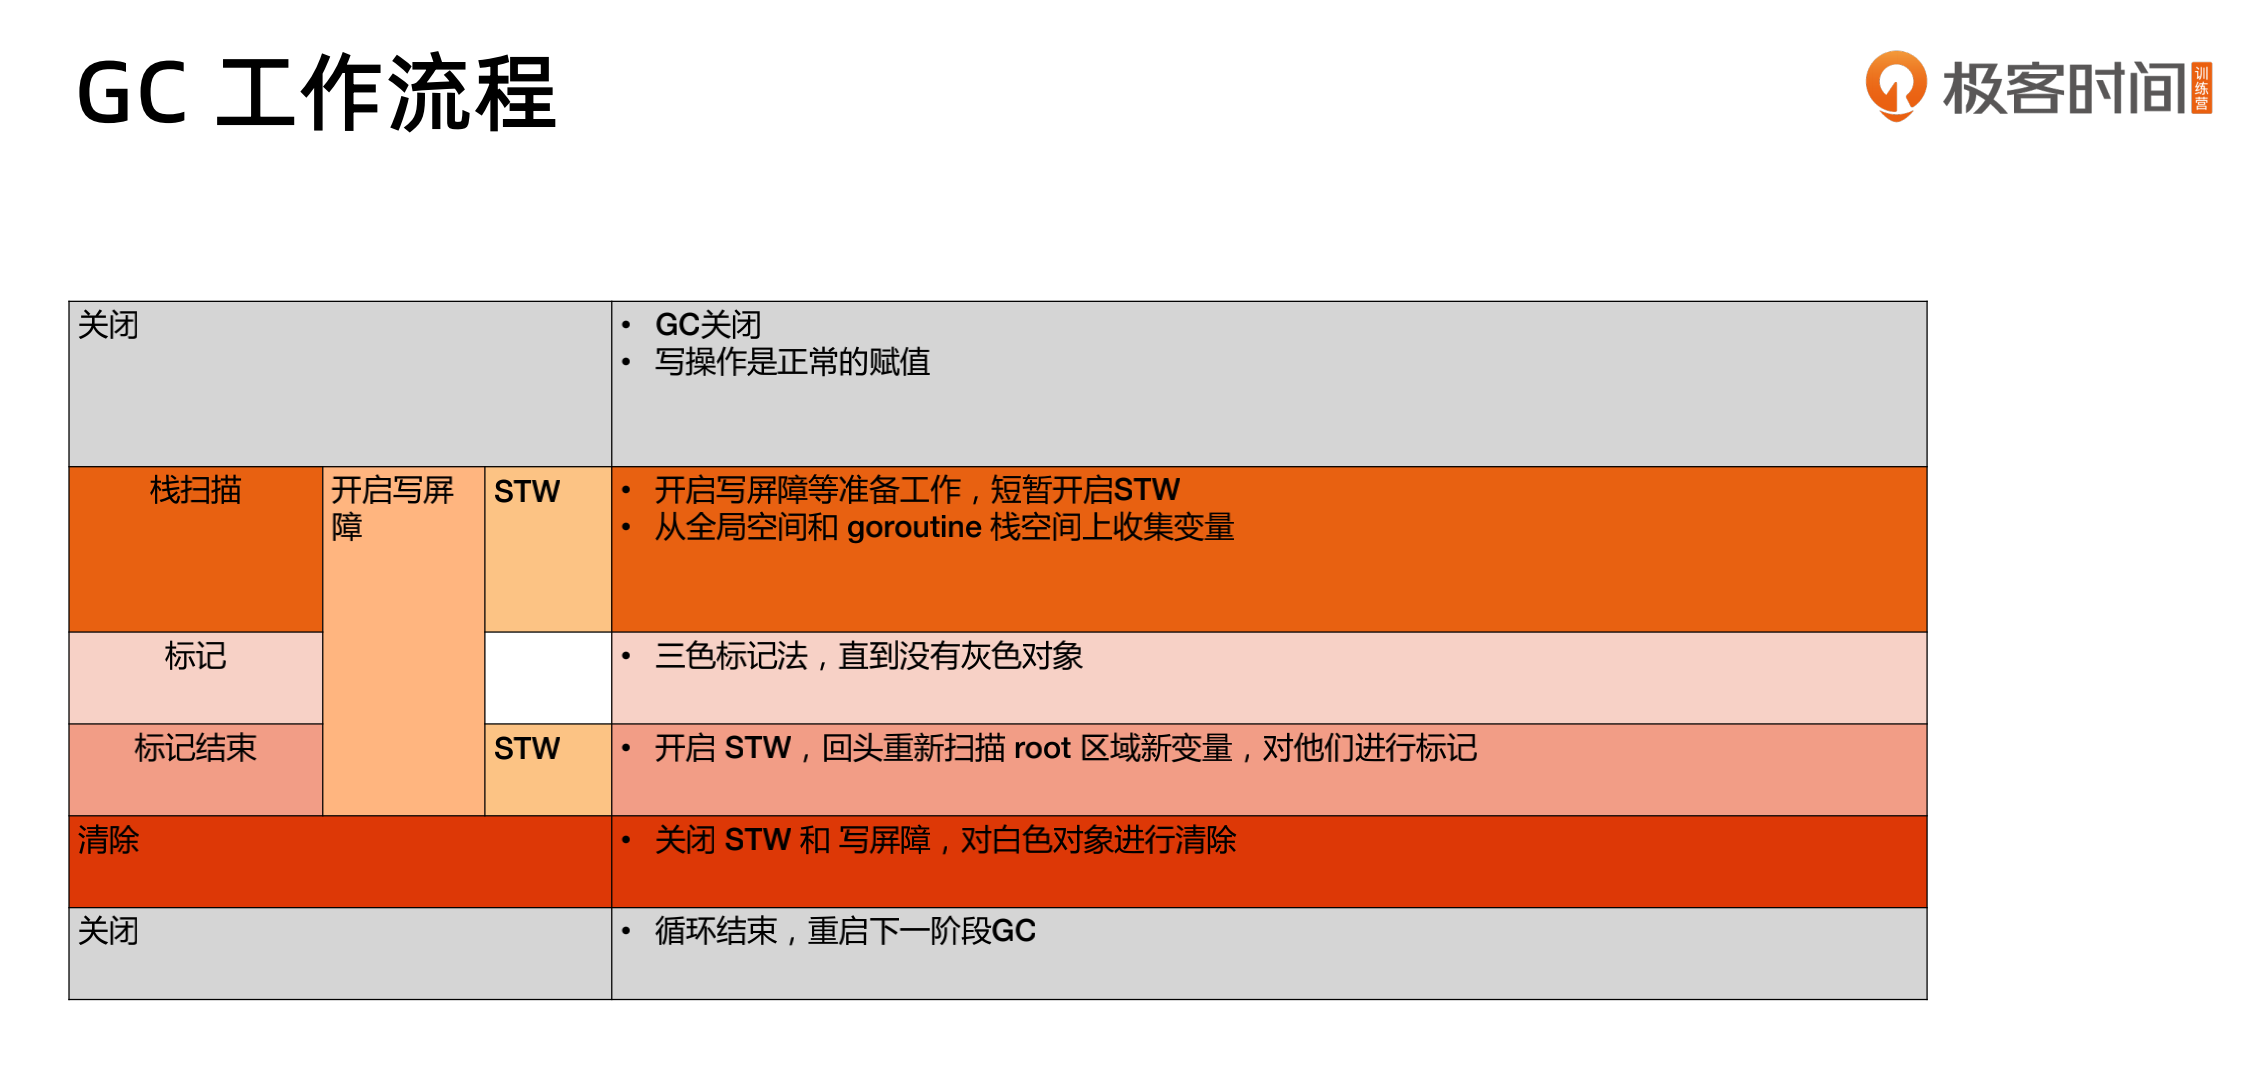 GC 工作流程
极客时间
训练营
关闭
• GC关闭
• 写操作是正常的赋值
栈扫描
开启写屏
障
STW
• 开启写屏障等准备工作，短暂开启STW
• 从全局空间和 goroutine 栈空间上收集变量
标记
• 三色标记法，直到没有灰色对象
标记结束
STW
• 开启 STW，回头重新扫描 root 区域新变量，对他们进行标记
清除
• 关闭 STW 和 写屏障，对白色对象进行清除
关闭
• 循环结束，重启下一阶段GC